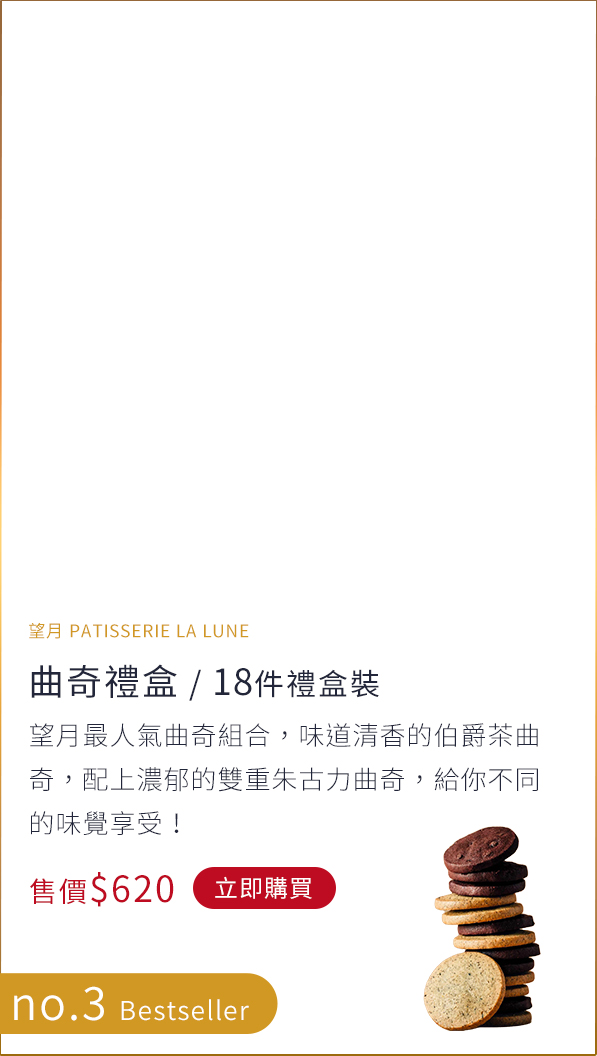 望月 PATISSERIE LA LUNE
曲奇禮盒 / 18件禮盒裝
望月最人氣曲奇組合，味道清香的伯爵茶曲
奇，配上濃郁的雙重朱古力曲奇，給你不同
的味覺享受！
售價$620 立即購買
no.3 Bestseller